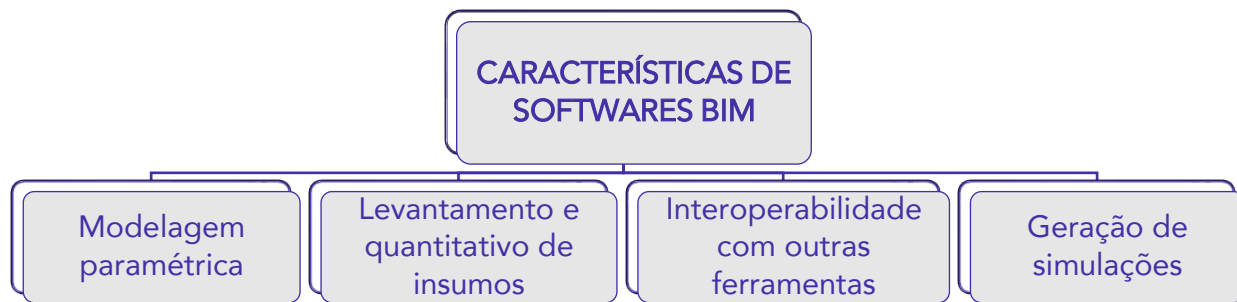 CARACTERÍSTICAS DE
SOFTWARES BIM
Modelagem
paramétrica
Levantamento e
quantitativo de
insumos
Interoperabilidade
com outras
ferramentas
Geração de
simulações